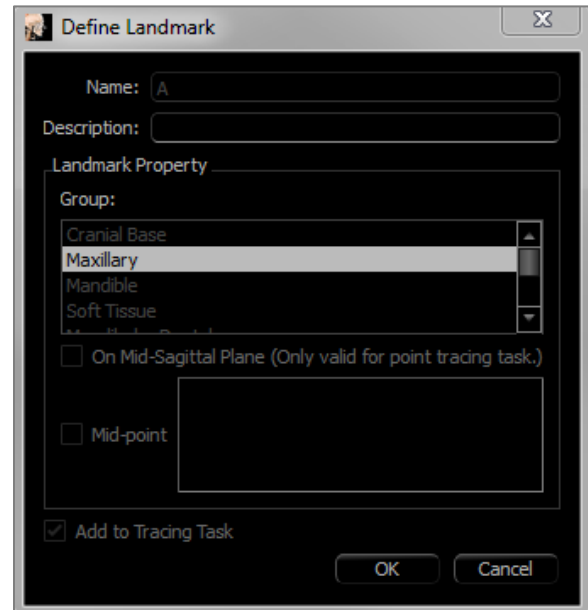 Define Landmark
Name: A
Description:
Landmark Property
Group:
Cranial Base
Maxillary
Mandible
Soft Tissue
On Mid-Sagittal Plane (Only valid for point tracing task.)
Mid-point
Add to Tracing Task
OK Cancel